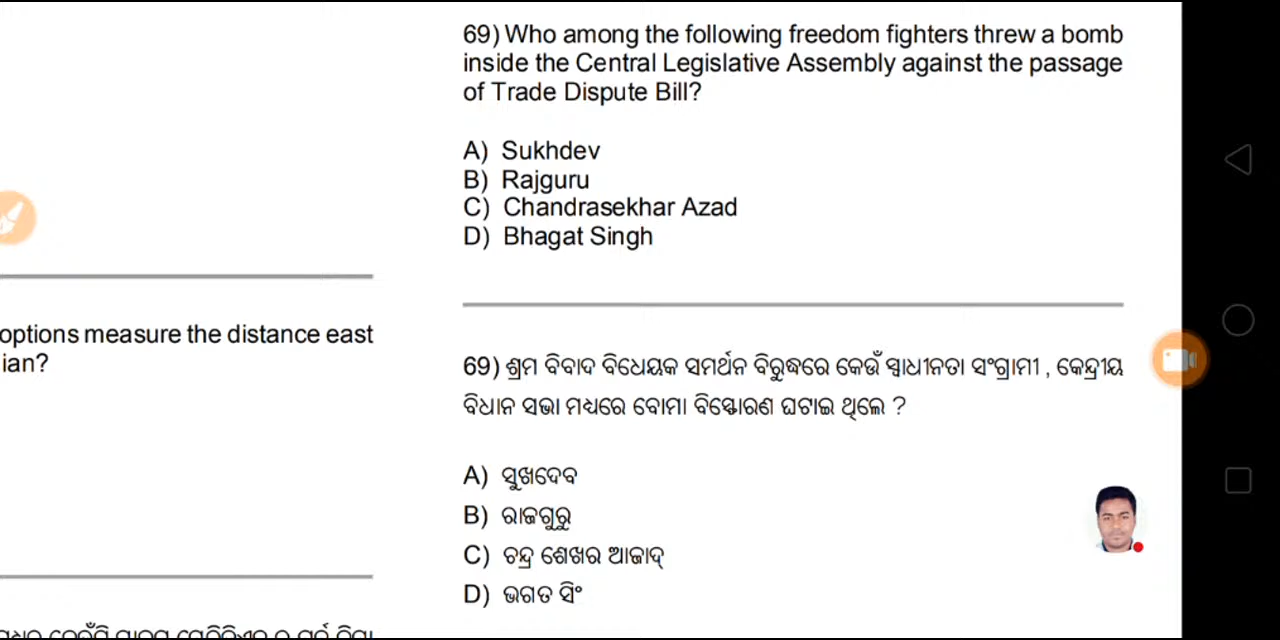 options measure the distance east
ian?
69) Who among the following freedom fighters threw a bomb
inside the Central Legislative Assembly against the passage
of Trade Dispute Bill?
A) Sukhdev
B) Rajguru
C) Chandrasekhar Azad
D) Bhagat Singh
69) ଶ୍ରମ ବିବାଦ ବିଧେୟକ ସମର୍ଥନ ବିରୁଦ୍ଧରେ କେଉଁ ସ୍ୱାଧୀନତା ସଂଗ୍ରାମୀ , କେନ୍ଦ୍ରୀୟ
ବିଧାନ ସଭା ମଧ୍ୟରେ ବୋମା ବିସ୍ଫୋରଣ ଘଟାଇ ଥିଲେ ?
A) ସୁଖଦେବ
B) ରାଜଗୁରୁ
C) ଚନ୍ଦ୍ର ଶେଖର ଆଜାଦ୍
D) ଭଗତ ସିଂ